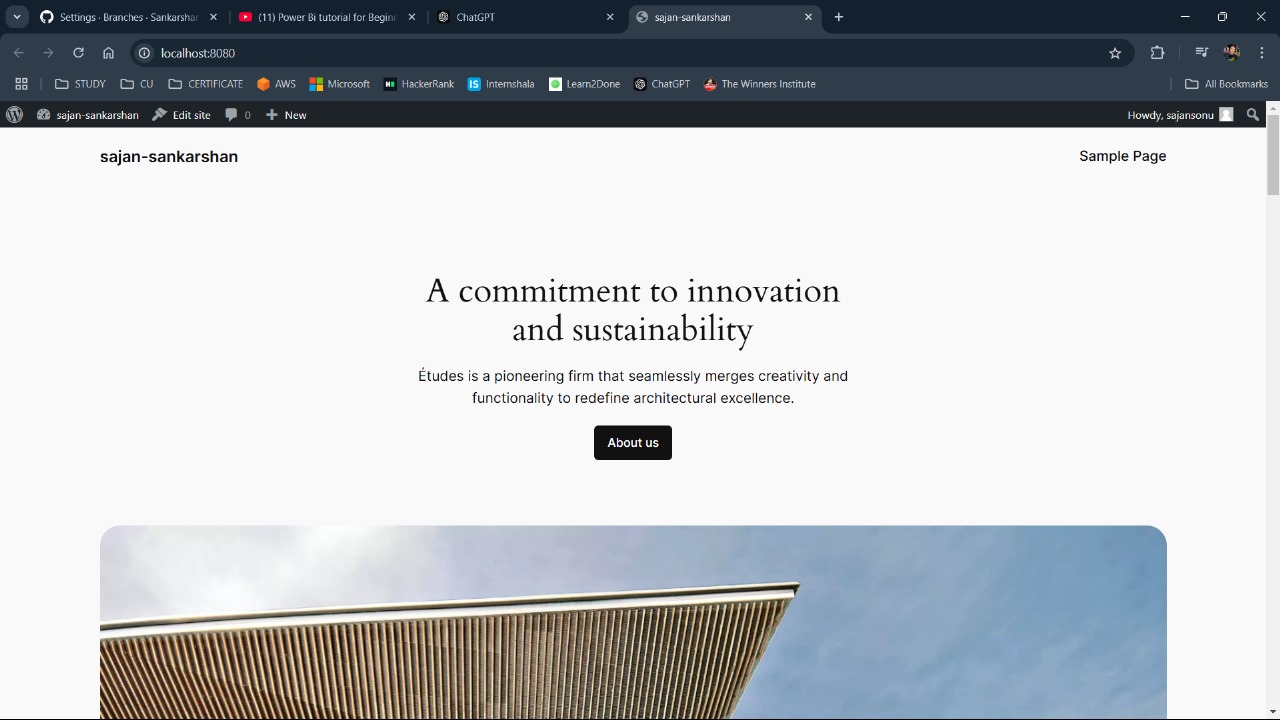 Settings · Branches · Sankarshan
(11) Power Bi tutorial for Beginn
ChatGPT
sajan-sankarshan
localhost:8080
STUDY
CU
CERTIFICATE
AWS
Microsoft
HackerRank
Internshala
Learn2Done
ChatGPT
The Winners Institute
All Bookmarks
sajan-sankarshan
Edit site
0
New
Howdy, sajansonu
sajan-sankarshan
Sample Page
A commitment to innovation
and sustainability
Études is a pioneering firm that seamlessly merges creativity and
functionality to redefine architectural excellence.
About us